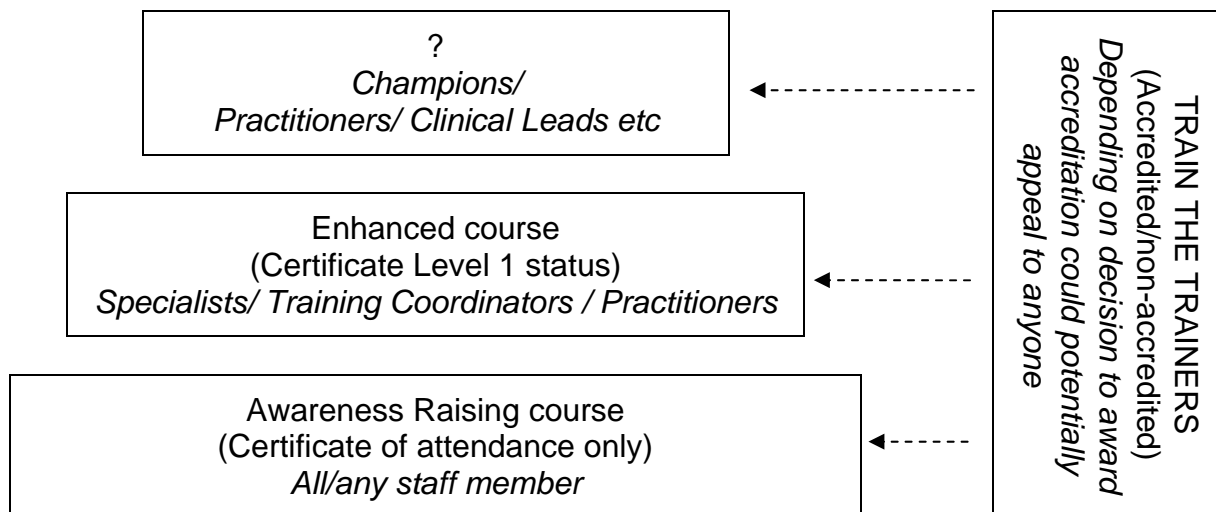 ?
Champions/
Practitioners/ Clinical Leads etc
Enhanced course
(Certificate Level 1 status)
Specialists/ Training Coordinators / Practitioners
Awareness Raising course
(Certificate of attendance only)
All/any staff member
TRAIN THE TRAINERS
(Accredited/non-accredited)
Depending on decision to award
accreditation could potentially
appeal to anyone